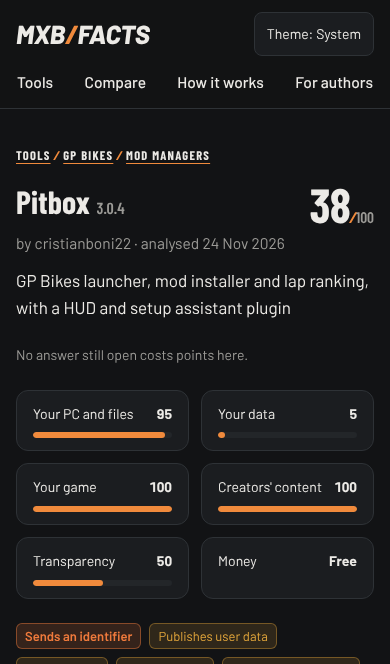 MXB/FACTS
Theme: System
Tools Compare How it works For authors
TOOLS / GP BIKES / MOD MANAGERS
Pitbox 3.0.4
38/100
by cristianboni22 · analysed 24 Nov 2026
GP Bikes launcher, mod installer and lap ranking,
with a HUD and setup assistant plugin
No answer still open costs points here.
Your PC and files 95
Your data 5
Your game 100
Creators' content 100
Transparency 50
Money Free
Sends an identifier
Publishes user data